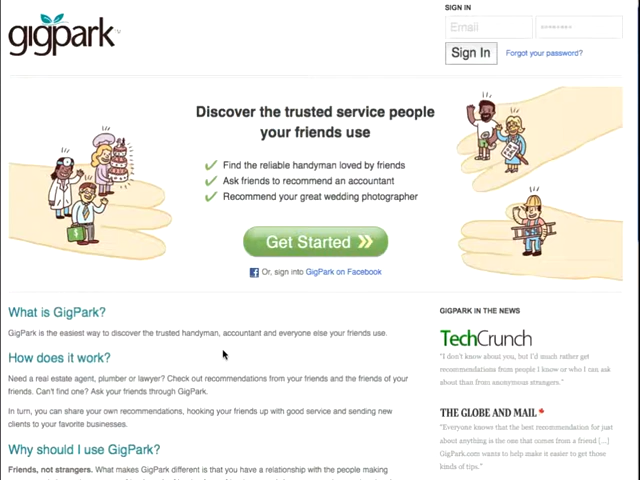 SIGN IN
gigpark
Email
Sign In
Forgot your password?
Discover the trusted service people
your friends use
Find the reliable handyman loved by friends
Ask friends to recommend an accountant
Recommend your great wedding photographer
Get Started
Or, sign into GigPark on Facebook
What is GigPark?
GigPark is the easiest way to discover the trusted handyman, accountant and everyone else your friends use.
How does it work?
Need a real estate agent, plumber or lawyer? Check out recommendations from your friends and the friends of your
friends. Can't find one? Ask your friends through GigPark.
In turn, you can share your own recommendations, hooking your friends up with good service and sending new
clients to your favorite businesses.
Why should I use GigPark?
Friends, not strangers. What makes GigPark different is that you have a relationship with the people making
GIGPARK IN THE NEWS
TechCrunch
"I don't know about you, but I'd much rather get
recommendations from people I know or who I can
ask about than from anonymous strangers."
THE GLOBE AND MAIL
"Everyone knows that the best recommendation for just
about anything is the one that comes from a friend [...]
GigPark.com wants to help make it easier to get those
kinds of tips."